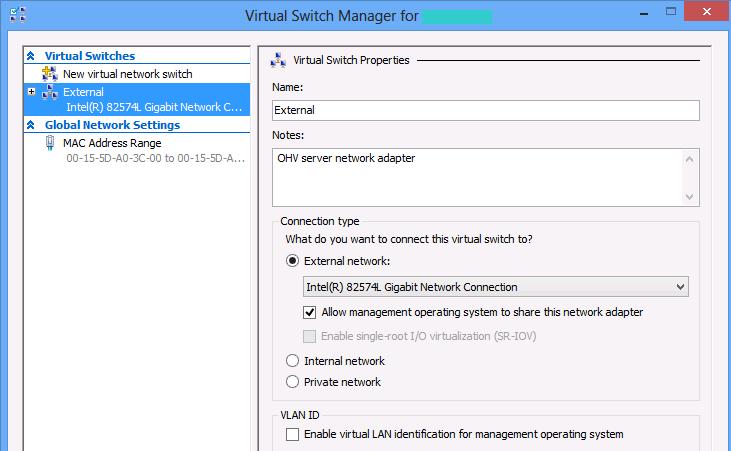 Virtual Switch Manager for
Virtual Switches
New virtual network switch
External
Intel(R) 82574L Gigabit Network C...
Global Network Settings
MAC Address Range
00-15-5D-A0-3C-00 to 00-15-5D-A...
Virtual Switch Properties
Name:
External
Notes:
OHV server network adapter
Connection type
What do you want to connect this virtual switch to?
External network:
Intel(R) 82574L Gigabit Network Connection
Allow management operating system to share this network adapter
Enable single-root I/O virtualization (SR-IOV)
Internal network
Private network
VLAN ID
Enable virtual LAN identification for management operating system